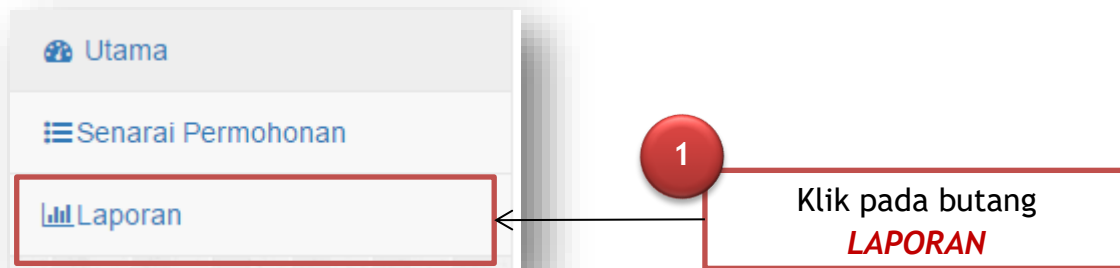 Utama
Senarai Permohonan
Laporan
1
Klik pada butang
LAPORAN